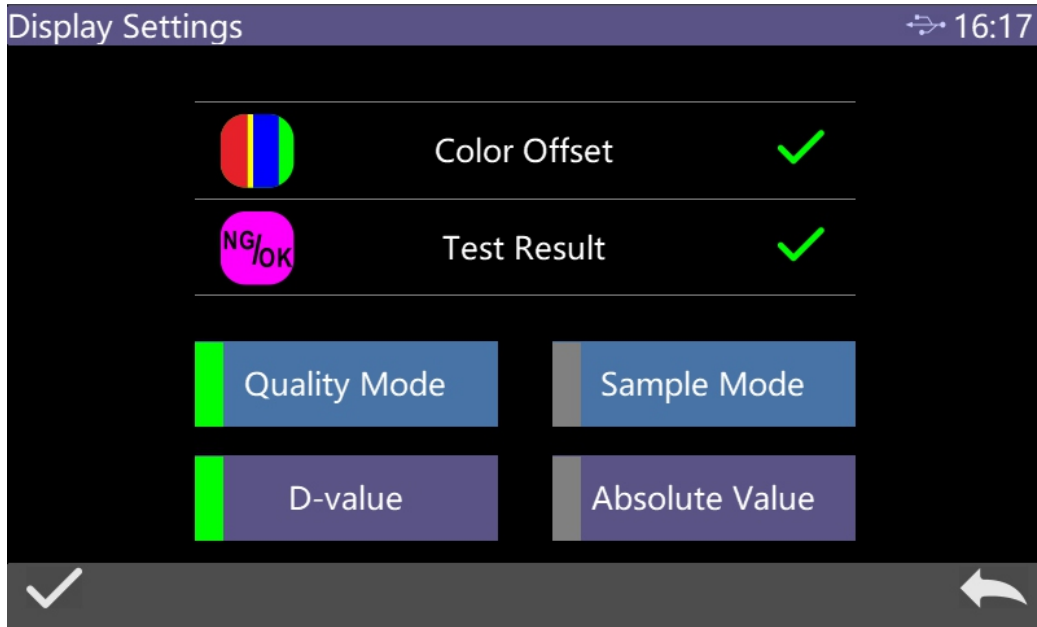 Display Settings 16:17
Color Offset
NG/OK
Test Result
Quality Mode Sample Mode
D-value Absolute Value